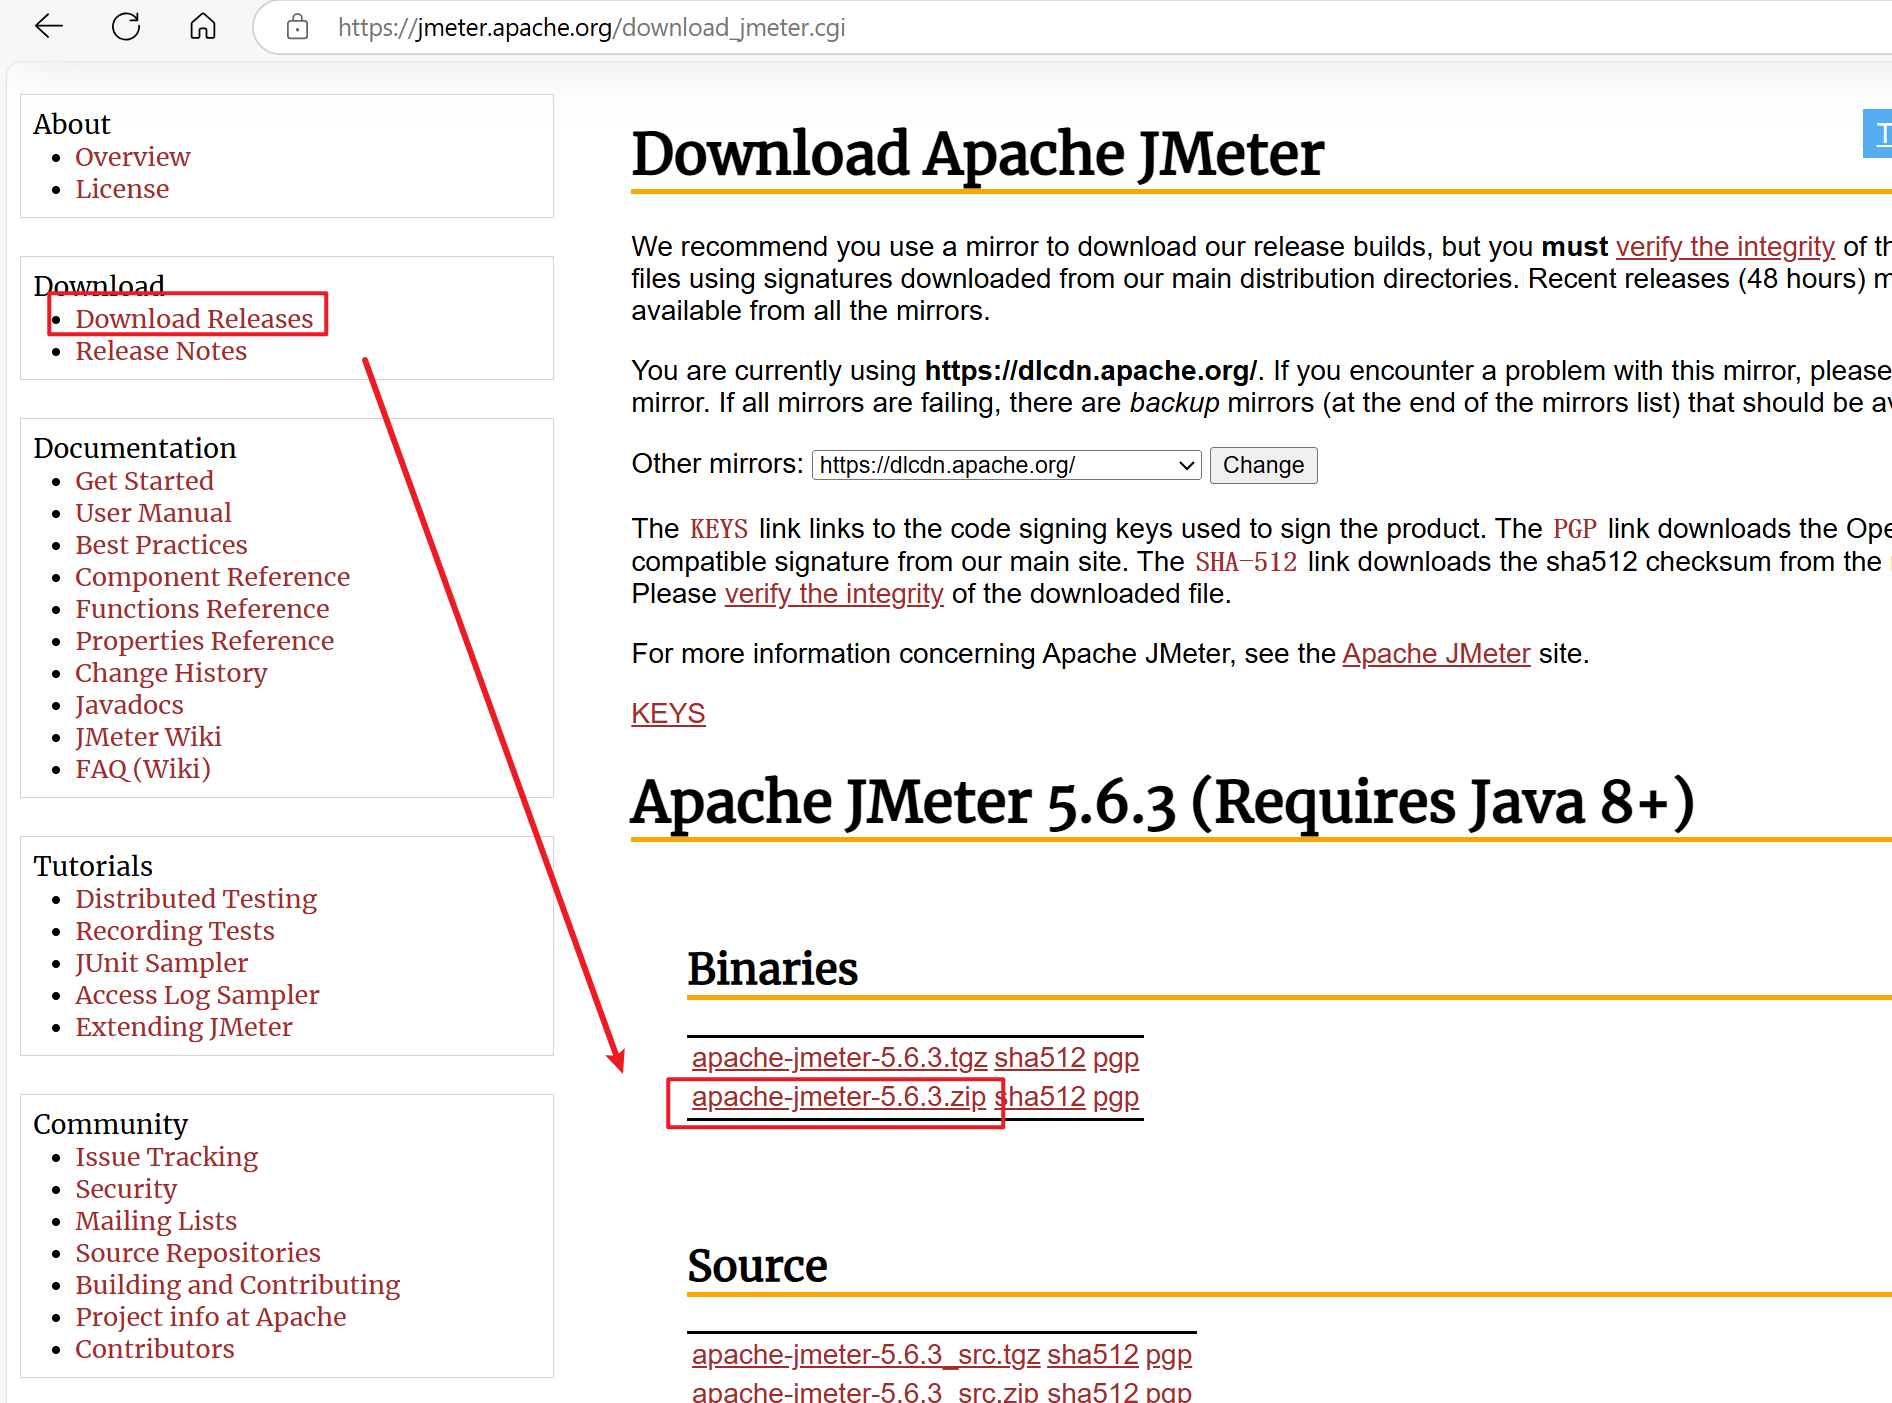 https://jmeter.apache.org/download_jmeter.cgi
About
Overview
License
Download
Download Releases
Release Notes
Documentation
Get Started
User Manual
Best Practices
Component Reference
Functions Reference
Properties Reference
Change History
Javadocs
JMeter Wiki
FAQ (Wiki)
Tutorials
Distributed Testing
Recording Tests
JUnit Sampler
Access Log Sampler
Extending JMeter
Community
Issue Tracking
Security
Mailing Lists
Source Repositories
Building and Contributing
Project info at Apache
Contributors
Download Apache JMeter
We recommend you use a mirror to download our release builds, but you must verify the integrity of
files using signatures downloaded from our main distribution directories. Recent releases (48 hours)
available from all the mirrors.
You are currently using https://dlcdn.apache.org/. If you encounter a problem with this mirror, please
mirror. If all mirrors are failing, there are backup mirrors (at the end of the mirrors list) that should be
Other mirrors: https://dlcdn.apache.org/ Change
The KEYS link links to the code signing keys used to sign the product. The PGP link downloads the
compatible signature from our main site. The SHA-512 link downloads the sha512 checksum from the
Please verify the integrity of the downloaded file.
For more information concerning Apache JMeter, see the Apache JMeter site.
KEYS
Apache JMeter 5.6.3 (Requires Java 8+)
Binaries
apache-jmeter-5.6.3.tgz sha512 pgp
apache-jmeter-5.6.3.zip sha512 pgp
Source
apache-jmeter-5.6.3_src.tgz sha512 pgp
apache-jmeter-5.6.3_src.zip sha512 pgp